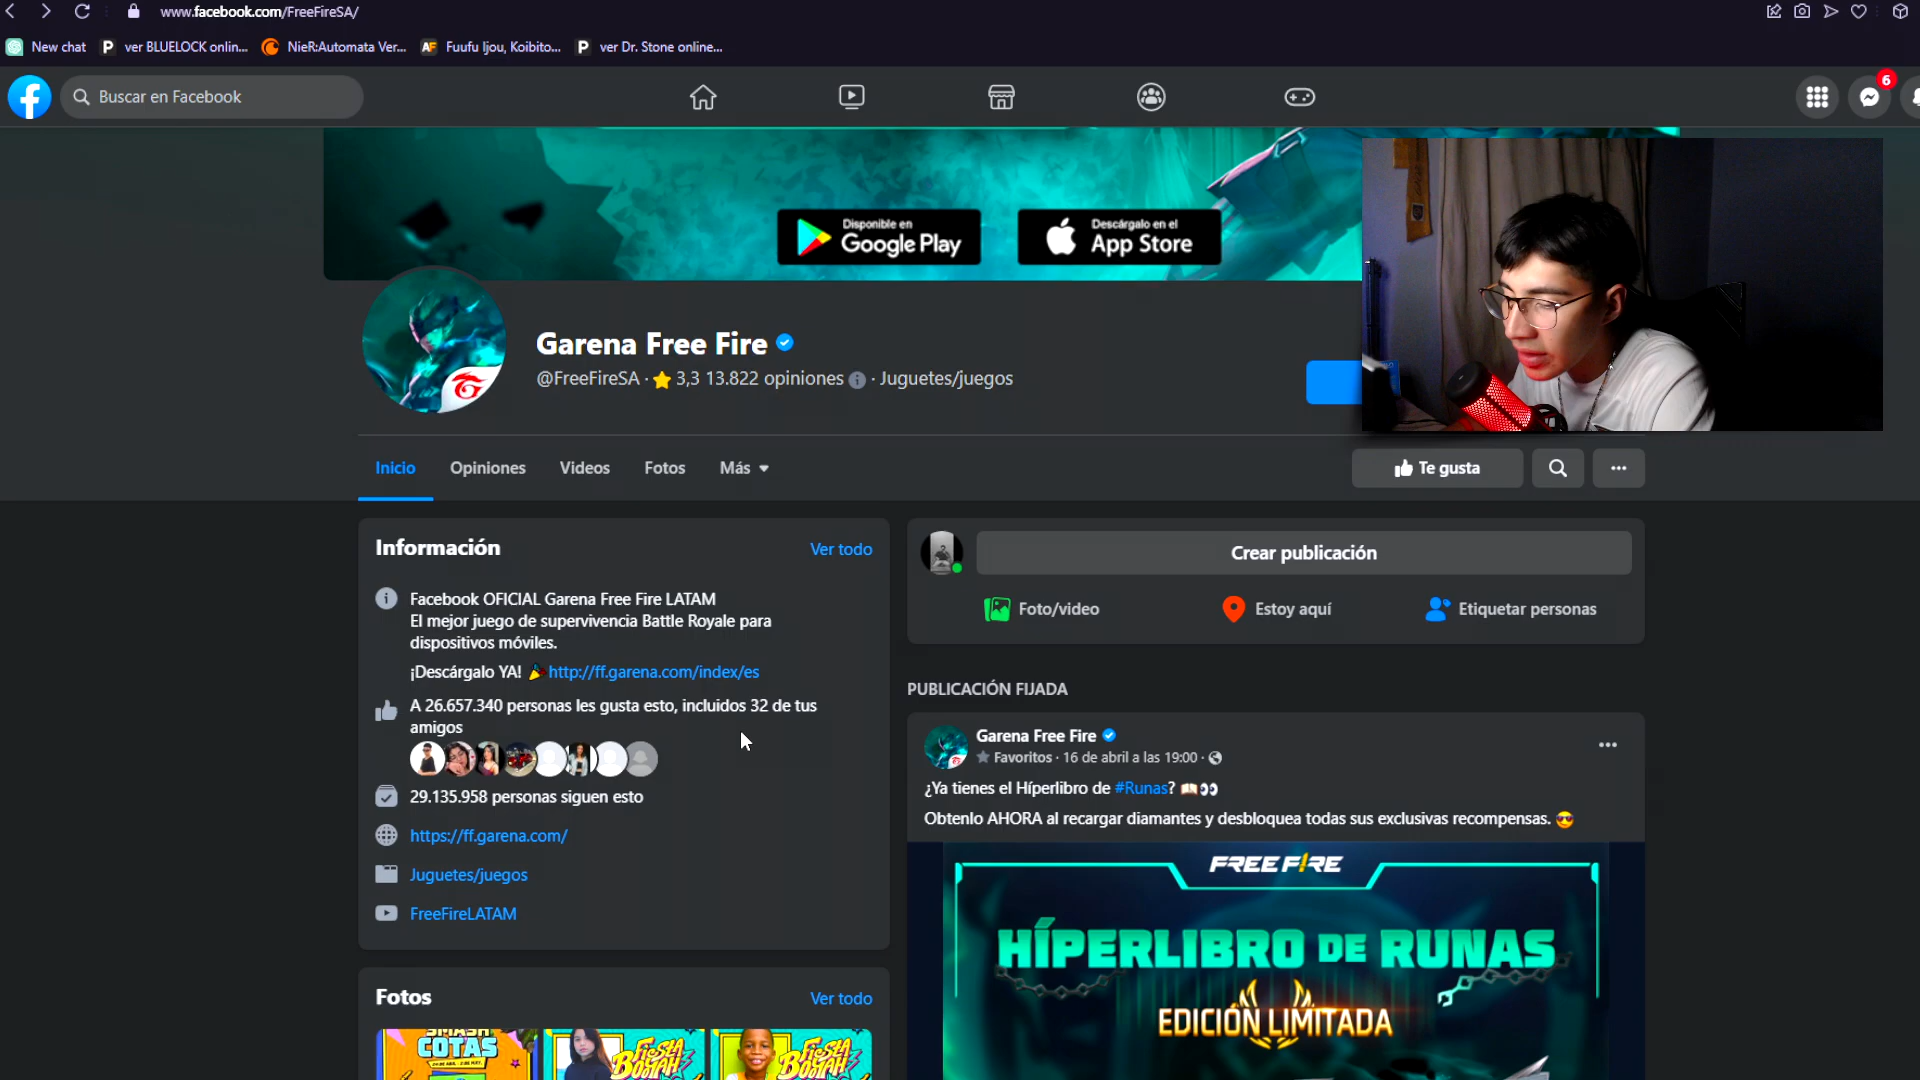 www.facebook.com/FreeFireSA/
New chat
ver BLUELOCK onlin...
NieR:Automata Ver...
AF
Fuufu Ijou, Koibito...
ver Dr. Stone online...
Buscar en Facebook
6
Disponible en
Google Play
Descárgalo en el
App Store
Garena Free Fire
@FreeFireSA · 3,3 13.822 opiniones · Juguetes/juegos
Inicio
Opiniones
Videos
Fotos
Más
Te gusta
Información
Ver todo
Facebook OFICIAL Garena Free Fire LATAM
El mejor juego de supervivencia Battle Royale para
dispositivos móviles.
¡Descárgalo YA! 🎉 http://ff.garena.com/index/es
A 26.657.340 personas les gusta esto, incluidos 32 de tus
amigos
29.135.958 personas siguen esto
https://ff.garena.com/
Juguetes/juegos
FreeFireLATAM
Fotos
Ver todo
SMASH
COTAS
FIESTA
BOOYAH
FIESTA
BOOYAH
Crear publicación
Foto/video
Estoy aquí
Etiquetar personas
PUBLICACIÓN FIJADA
Garena Free Fire
Favoritos · 16 de abril a las 19:00 ·
¿Ya tienes el Híperlibro de #Runas? 📖👀
Obtenlo AHORA al recargar diamantes y desbloquea todas sus exclusivas recompensas. 😎
FREE FIRE
HÍPERLIBRO DE RUNAS
EDICIÓN LIMITADA